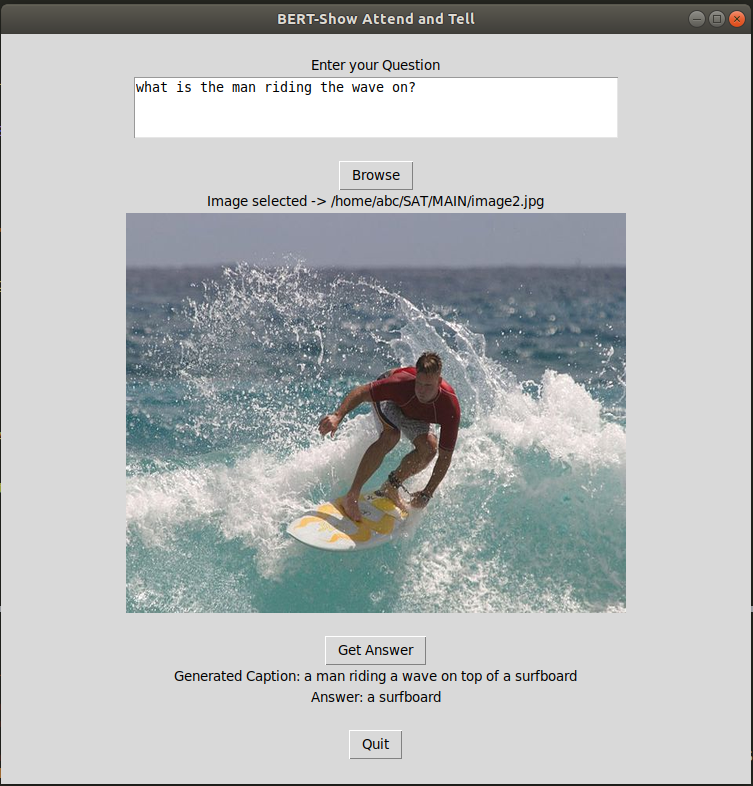 BERT-Show Attend and Tell
Enter your Question
what is the man riding the wave on?
Browse
Image selected -> /home/abc/SAT/MAIN/image2.jpg
Get Answer
Generated Caption: a man riding a wave on top of a surfboard
Answer: a surfboard
Quit